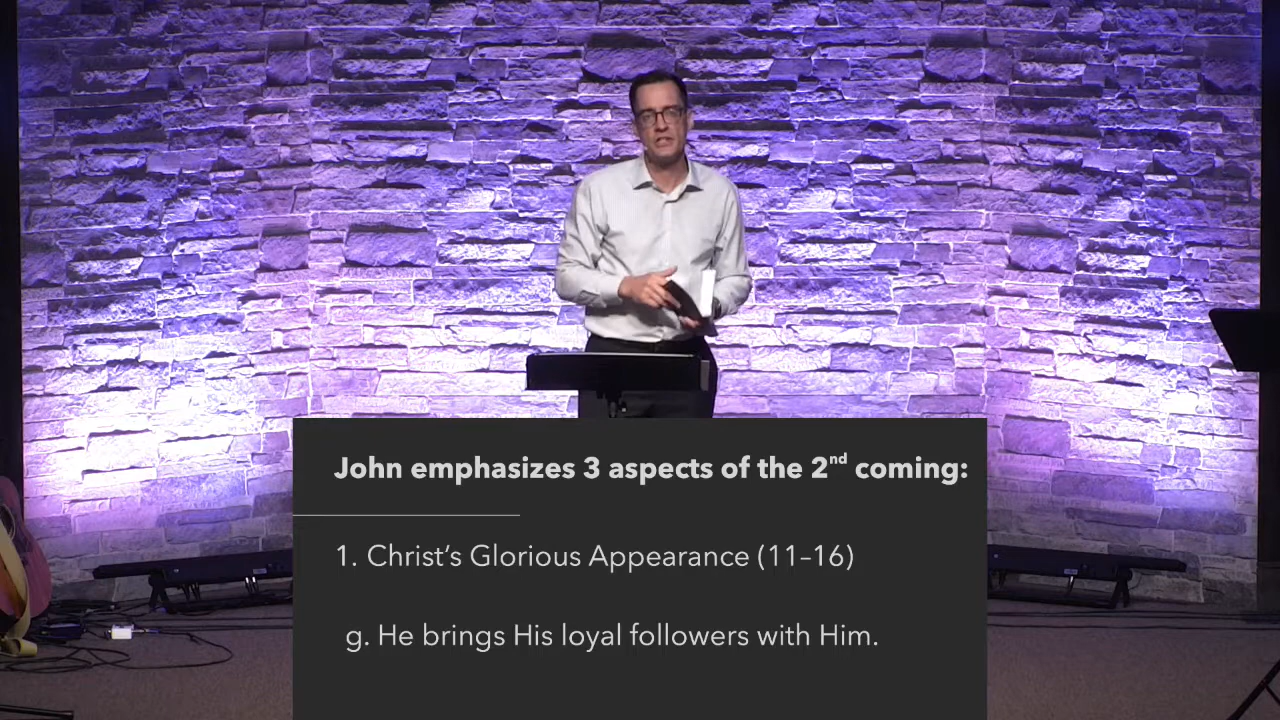 John emphasizes 3 aspects of the 2nd coming:
1. Christ’s Glorious Appearance (11–16)
g. He brings His loyal followers with Him.